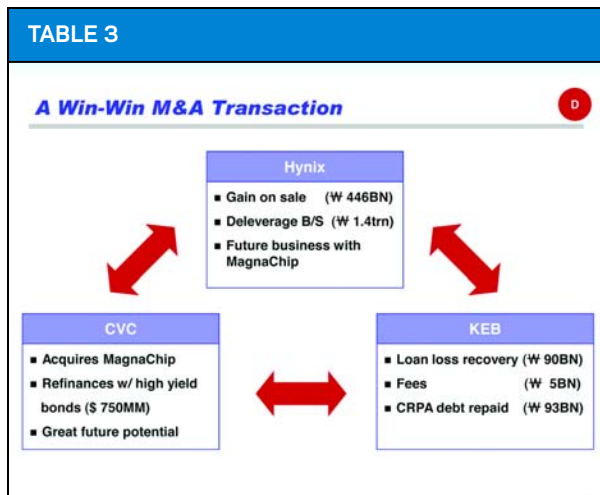 TABLE 3
A Win-Win M&A Transaction
D
Hynix
▪ Gain on sale (₩ 446BN)
▪ Deleverage B/S (₩ 1.4trn)
▪ Future business with
MagnaChip
CVC
▪ Acquires MagnaChip
▪ Refinances w/ high yield
bonds ($ 750MM)
▪ Great future potential
KEB
▪ Loan loss recovery (₩ 90BN)
▪ Fees (₩ 5BN)
▪ CRPA debt repaid (₩ 93BN)